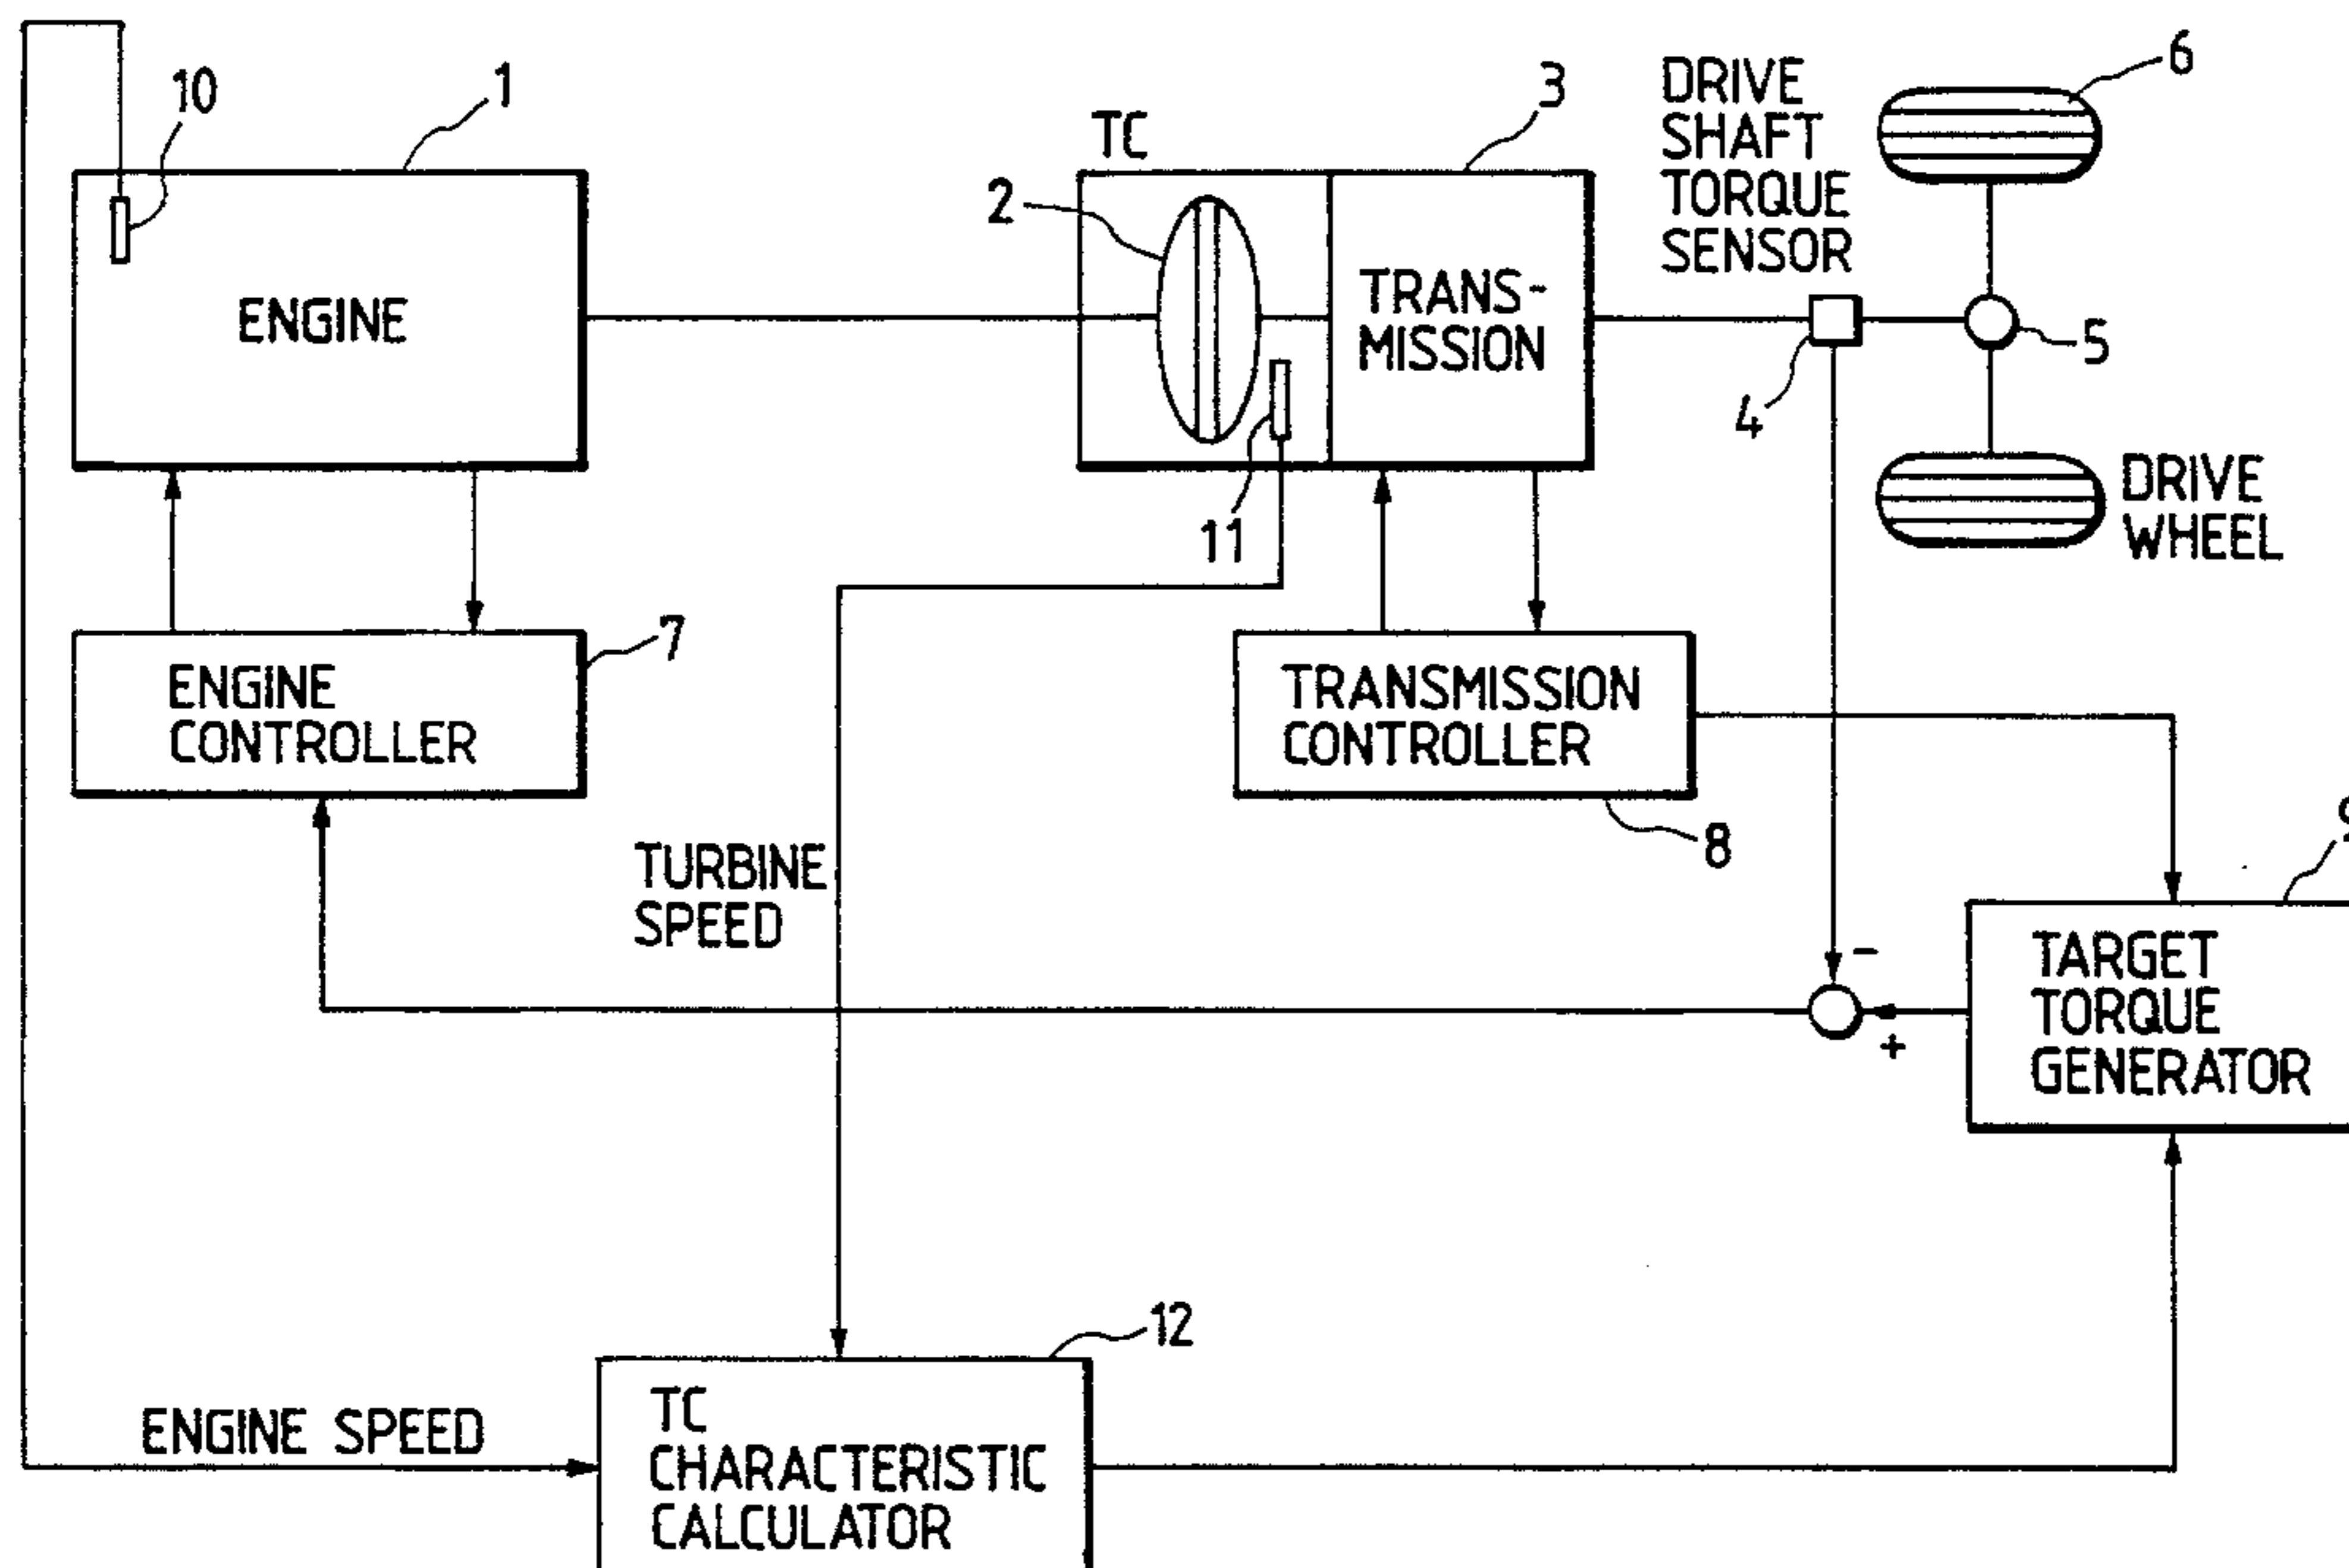 10
1
TC
3
DRIVE
SHAFT
TORQUE
SENSOR
6
2
ENGINE
TRANS-
MISSION
5
4
11
DRIVE
WHEEL
7
ENGINE
CONTROLLER
TRANSMISSION
CONTROLLER
8
TURBINE
SPEED
-
+
TARGET
TORQUE
GENERATOR
12
ENGINE SPEED
TC
CHARACTERISTIC
CALCULATOR